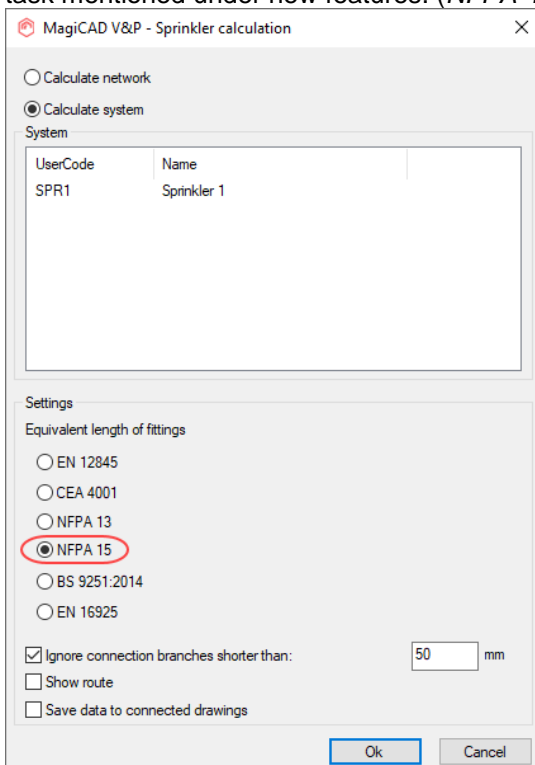 task mentioned under new features. (NFPA
MagiCAD V&P - Sprinkler calculation
Calculate network
Calculate system
System
UserCode Name
SPR1 Sprinkler 1
Settings
Equivalent length of fittings
EN 12845
CEA 4001
NFPA 13
NFPA 15
BS 9251:2014
EN 16925
Ignore connection branches shorter than: 50 mm
Show route
Save data to connected drawings
Ok Cancel